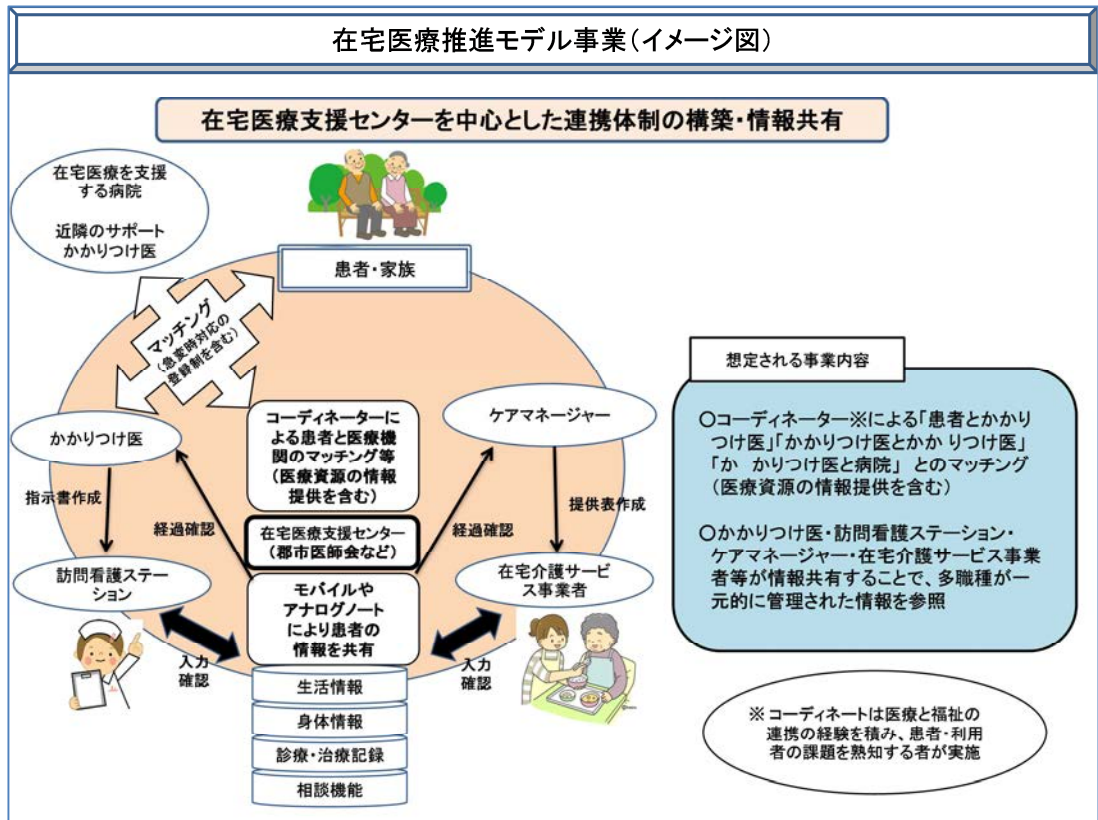 在宅医療推進モデル事業（イメージ図）
在宅医療支援センターを中心とした連携体制の構築・情報共有
在宅医療を支援
する病院
近隣のサポート
かかりつけ医
患者・家族
マッチング
（急変時対応の
登録制を含む）
かかりつけ医
指示書作成
訪問看護ステー
ション
経過確認
コーディネーターに
よる患者と医療機
関のマッチング等
（医療資源の情報
提供を含む）
在宅医療支援センター
（郡市医師会など）
モバイルや
アナログノート
により患者の
情報を共有
経過確認
ケアマネージャー
提供表作成
在宅介護サービ
ス事業者
入力
確認
入力
確認
生活情報
身体情報
診療・治療記録
相談機能
想定される事業内容
〇コーディネーター※による「患者とかかり
つけ医」「かかりつけ医とかか りつけ医」
「か　かりつけ医と病院」 とのマッチング
（医療資源の情報提供を含む）
〇かかりつけ医・訪問看護ステーション・
ケアマネージャー・在宅介護サービス事業
者等が情報共有することで、多職種が一
元的に管理された情報を参照
※ コーディネートは医療と福祉の
連携の経験を積み、患者・利用
者の課題を熟知する者が実施